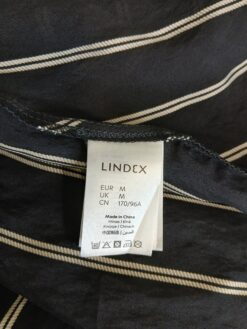 LINDEX
EUR M
UK M
CN 170/96A
Made in China